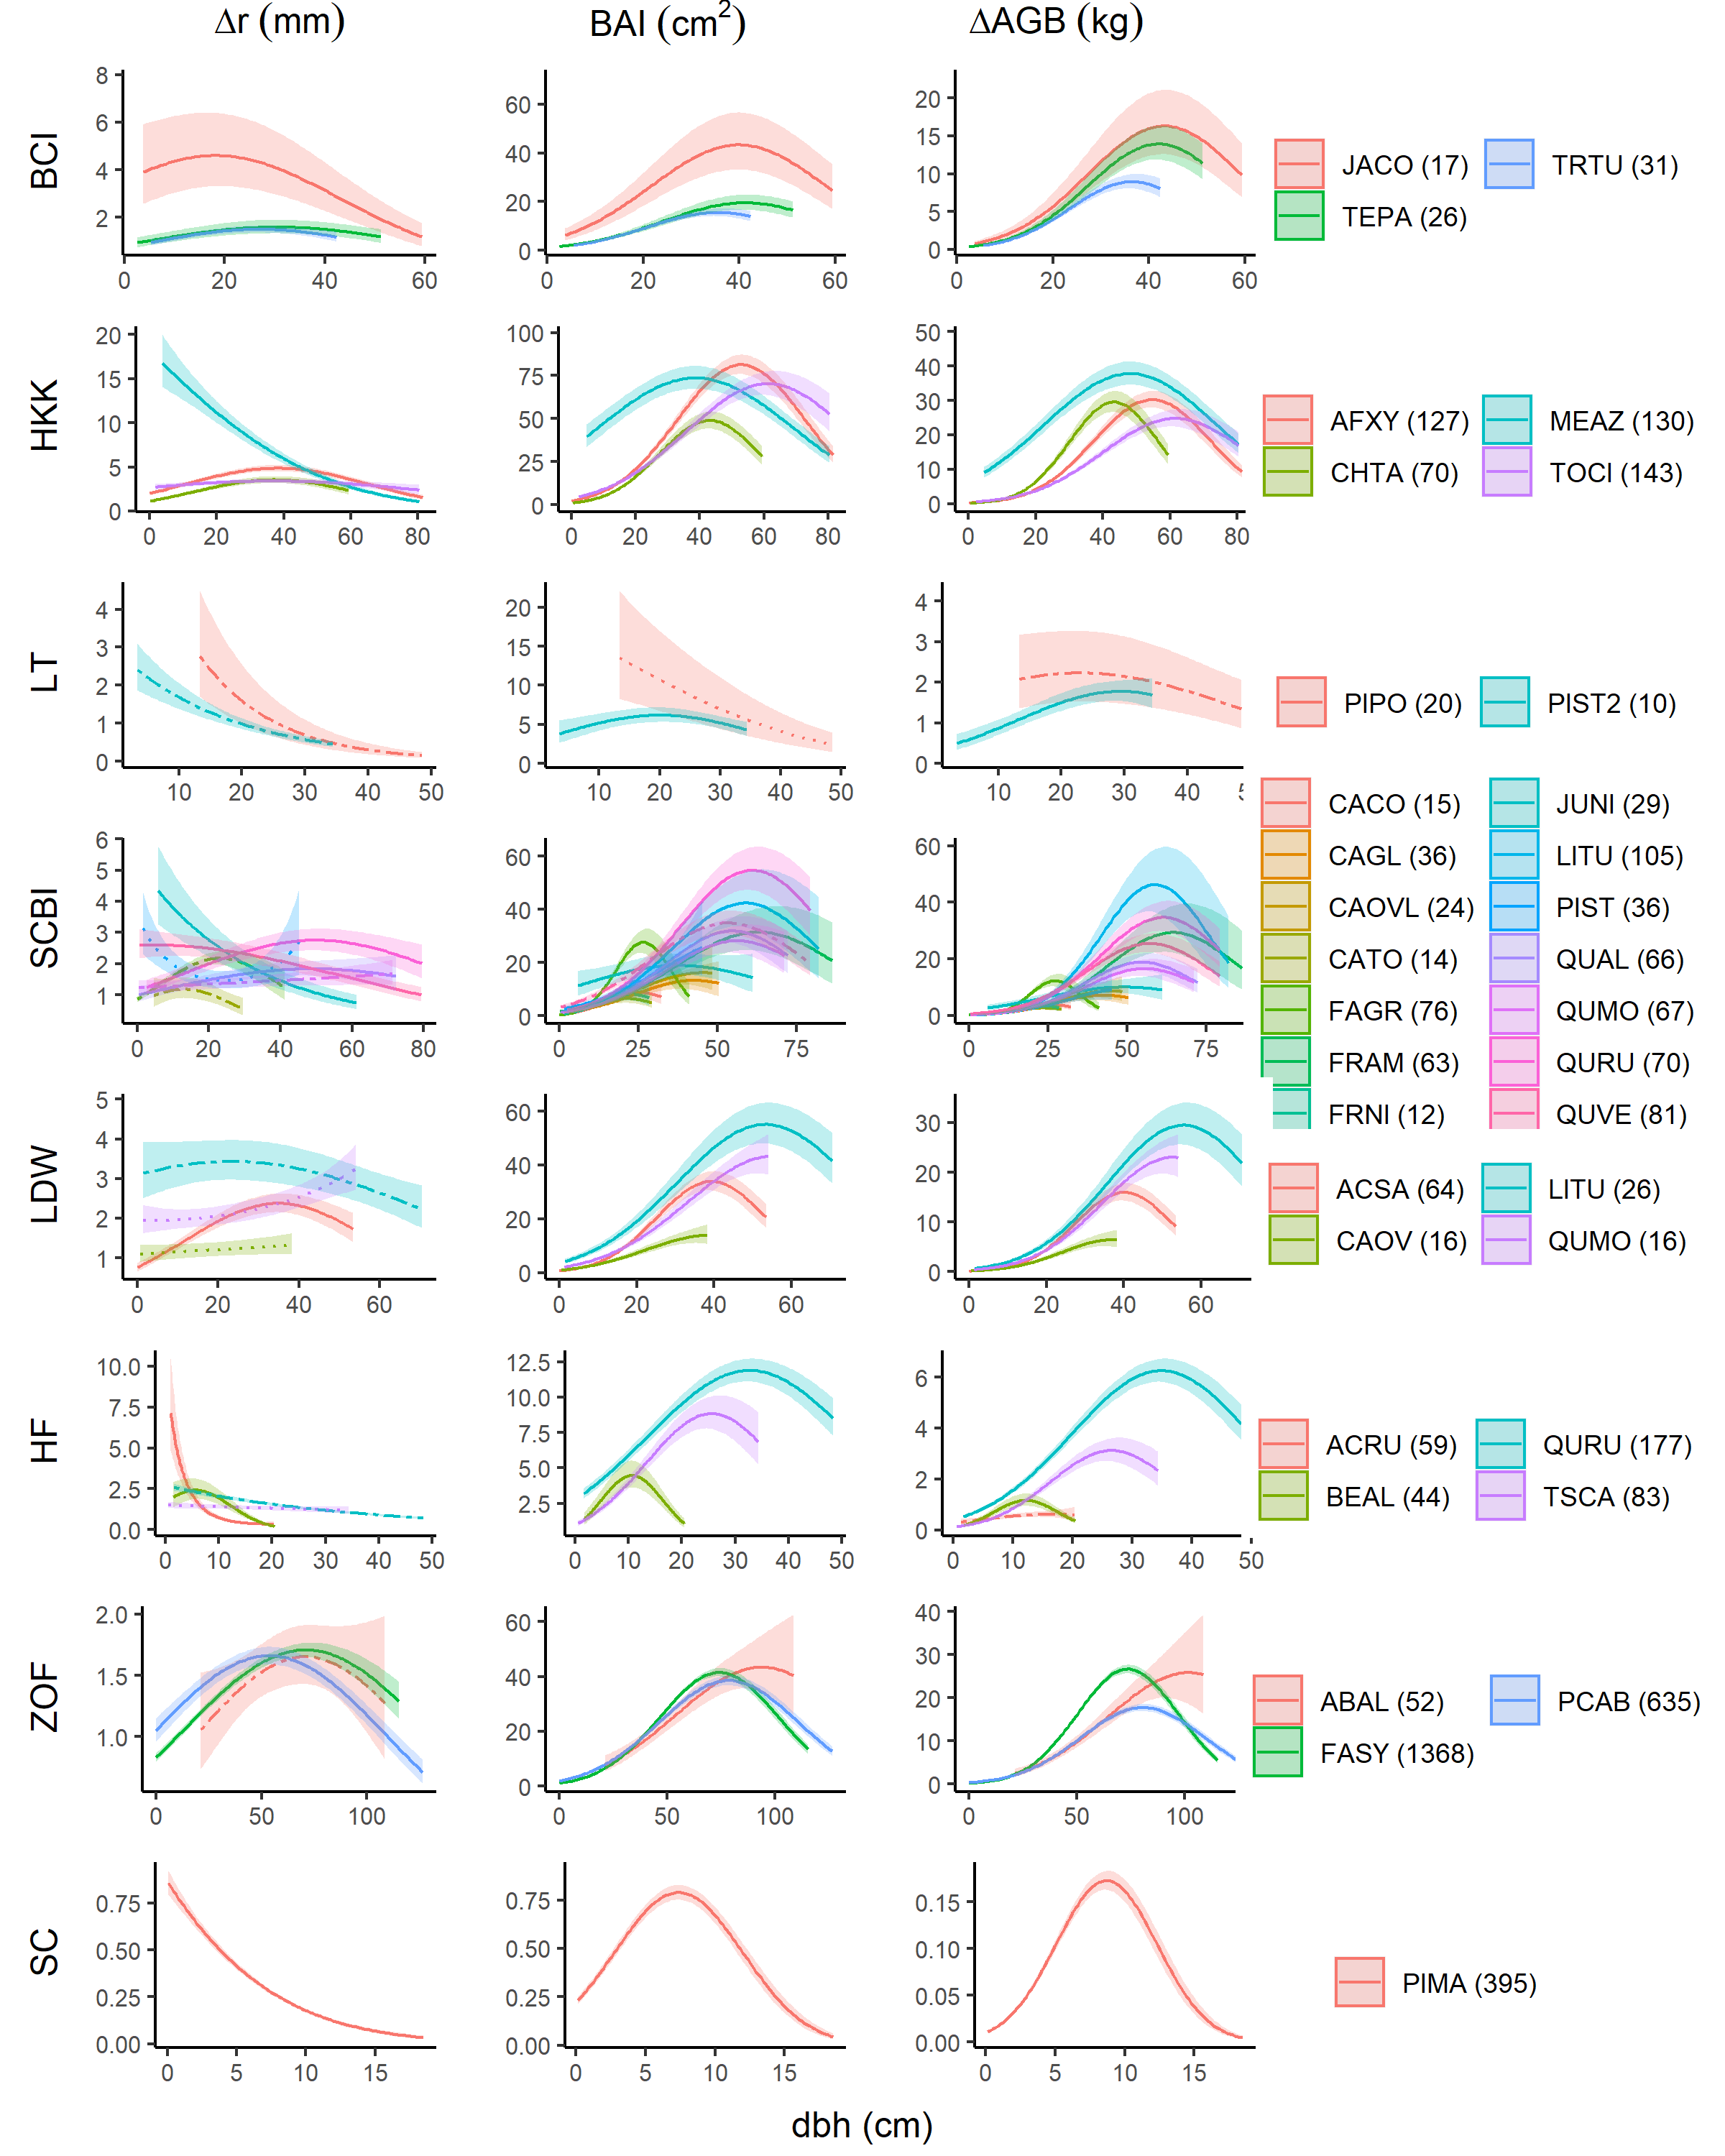 Δr (mm) BAI (cm²) ΔAGB (kg)
BCI
8
6
4
2
0 20 40 60
60
40
20
0
0 20 40 60
20
15
10
5
0
0 20 40 60
JACO (17) TRTU (31)
TEPA (26)
HKK
20
15
10
5
0
0 20 40 60 80
100
75
50
25
0
0 20 40 60 80
50
40
30
20
10
0
0 20 40 60 80
AFXY (127) MEAZ (130)
CHTA (70) TOCI (143)
LT
4
3
2
1
0
10 20 30 40 50
20
15
10
5
0
10 20 30 40 50
4
3
2
1
0
10 20 30 40
PIPO (20) PIST2 (10)
SCBI
6
5
4
3
2
1
0 20 40 60 80
60
40
20
0
0 25 50 75
60
40
20
0
0 25 50 75
CACO (15) JUNI (29)
CAGL (36) LITU (105)
CAOVL (24) PIST (36)
CATO (14) QUAL (66)
FAGR (76) QUMO (67)
FRAM (63) QURU (70)
FRNI (12) QUVE (81)
LDW
5
4
3
2
1
0 20 40 60
60
40
20
0
0 20 40 60
30
20
10
0
0 20 40 60
ACSA (64) LITU (26)
CAOV (16) QUMO (16)
HF
10.0
7.5
5.0
2.5
0.0
0 10 20 30 40 50
12.5
10.0
7.5
5.0
2.5
0 10 20 30 40 50
6
4
2
0
0 10 20 30 40 50
ACRU (59) QURU (177)
BEAL (44) TSCA (83)
ZOF
2.0
1.5
1.0
0 50 100
60
40
20
0
0 50 100
40
30
20
10
0
0 50 100
ABAL (52) PCAB (635)
FASY (1368)
SC
0.75
0.50
0.25
0.00
0 5 10 15
0.75
0.50
0.25
0.00
0 5 10 15
0.15
0.10
0.05
0.00
0 5 10 15
PIMA (395)
dbh (cm)